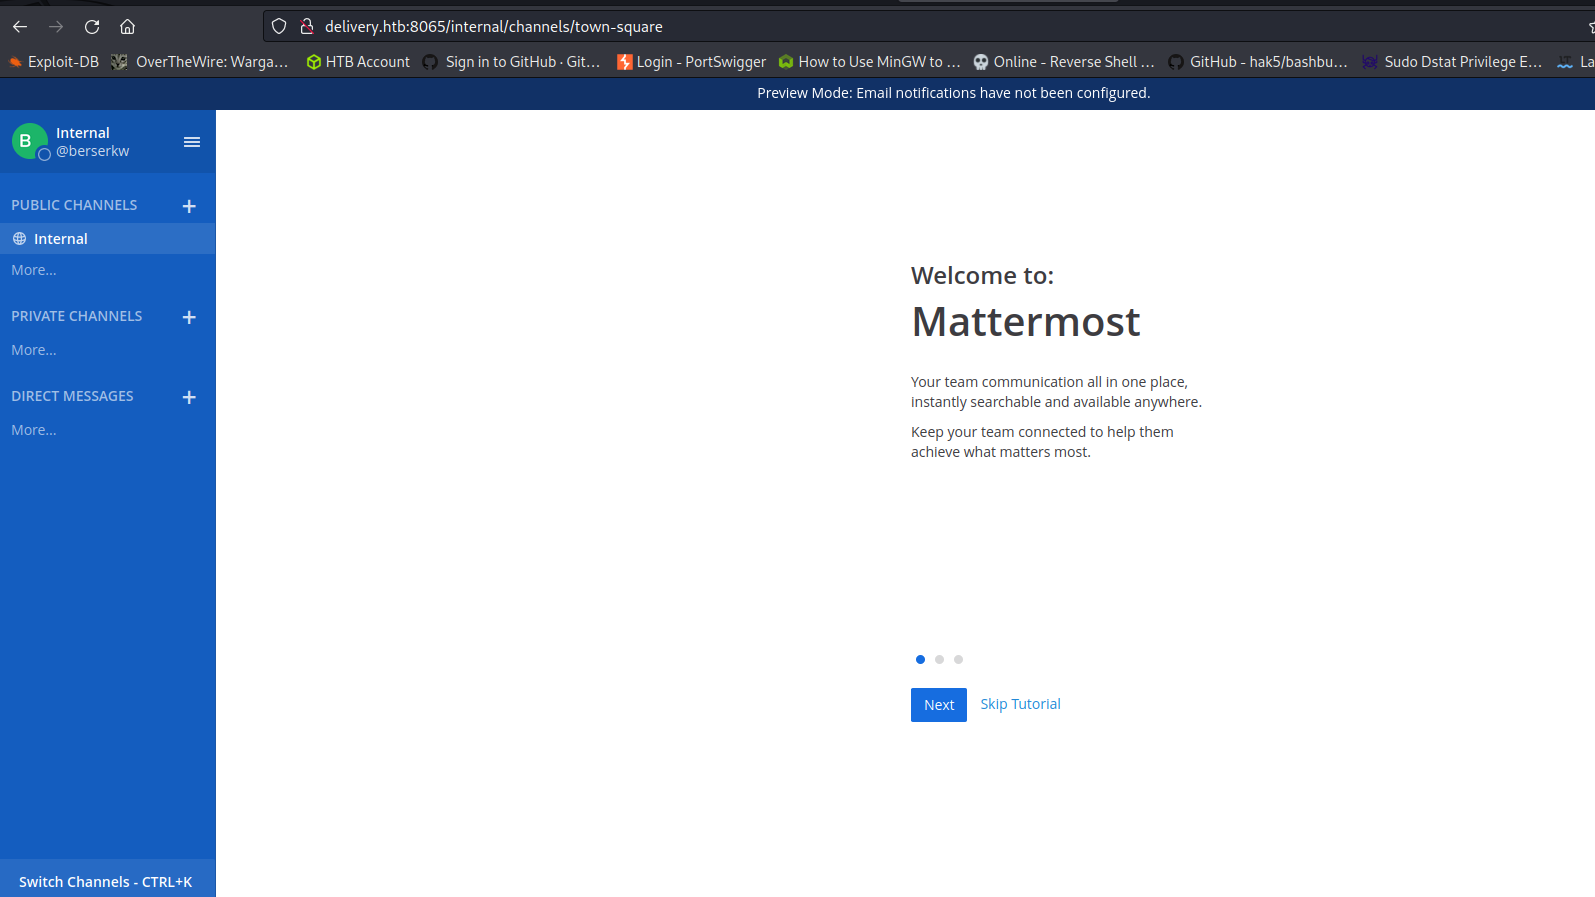 delivery.htb:8065/internal/channels/town-square
Exploit-DB OverTheWire: Warga... HTB Account Sign in to GitHub · Git... Login - PortSwigger How to Use MinGW to ... Online - Reverse Shell ... GitHub - hak5/bashbu... Sudo Dstat Privilege E... La
Preview Mode: Email notifications have not been configured.
B
Internal
@berserkw
PUBLIC CHANNELS +
Internal
More...
PRIVATE CHANNELS +
More...
DIRECT MESSAGES +
More...
Switch Channels - CTRL+K
Welcome to:
Mattermost
Your team communication all in one place,
instantly searchable and available anywhere.
Keep your team connected to help them
achieve what matters most.
Next Skip Tutorial